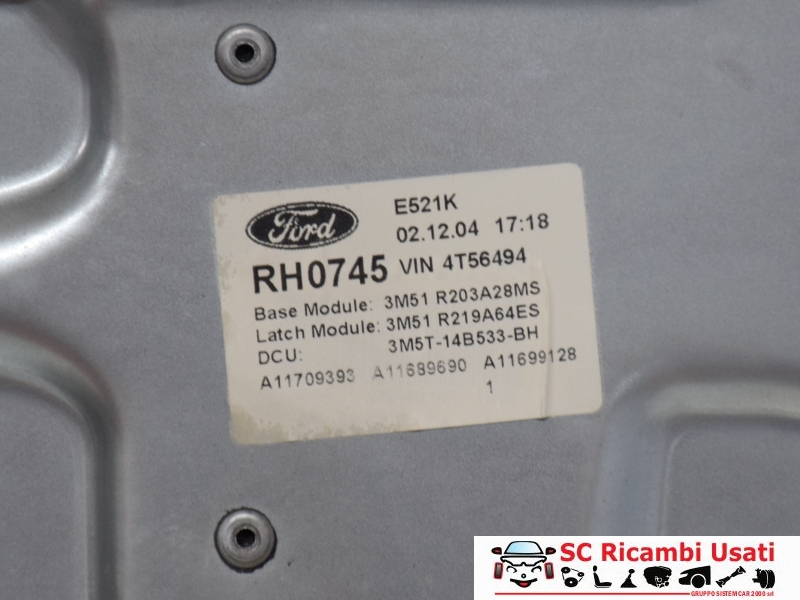 Ford
E521K
02.12.04 17:18
RH0745 VIN 4T56494
Base Module: 3M51 R203A28MS
Latch Module: 3M51 R219A64ES
DCU: 3M5T-14B533-BH
A11709393 A11689690 A11699128
1
SC Ricambi Usati
GRUPPO SISTEMCAR 2000 srl